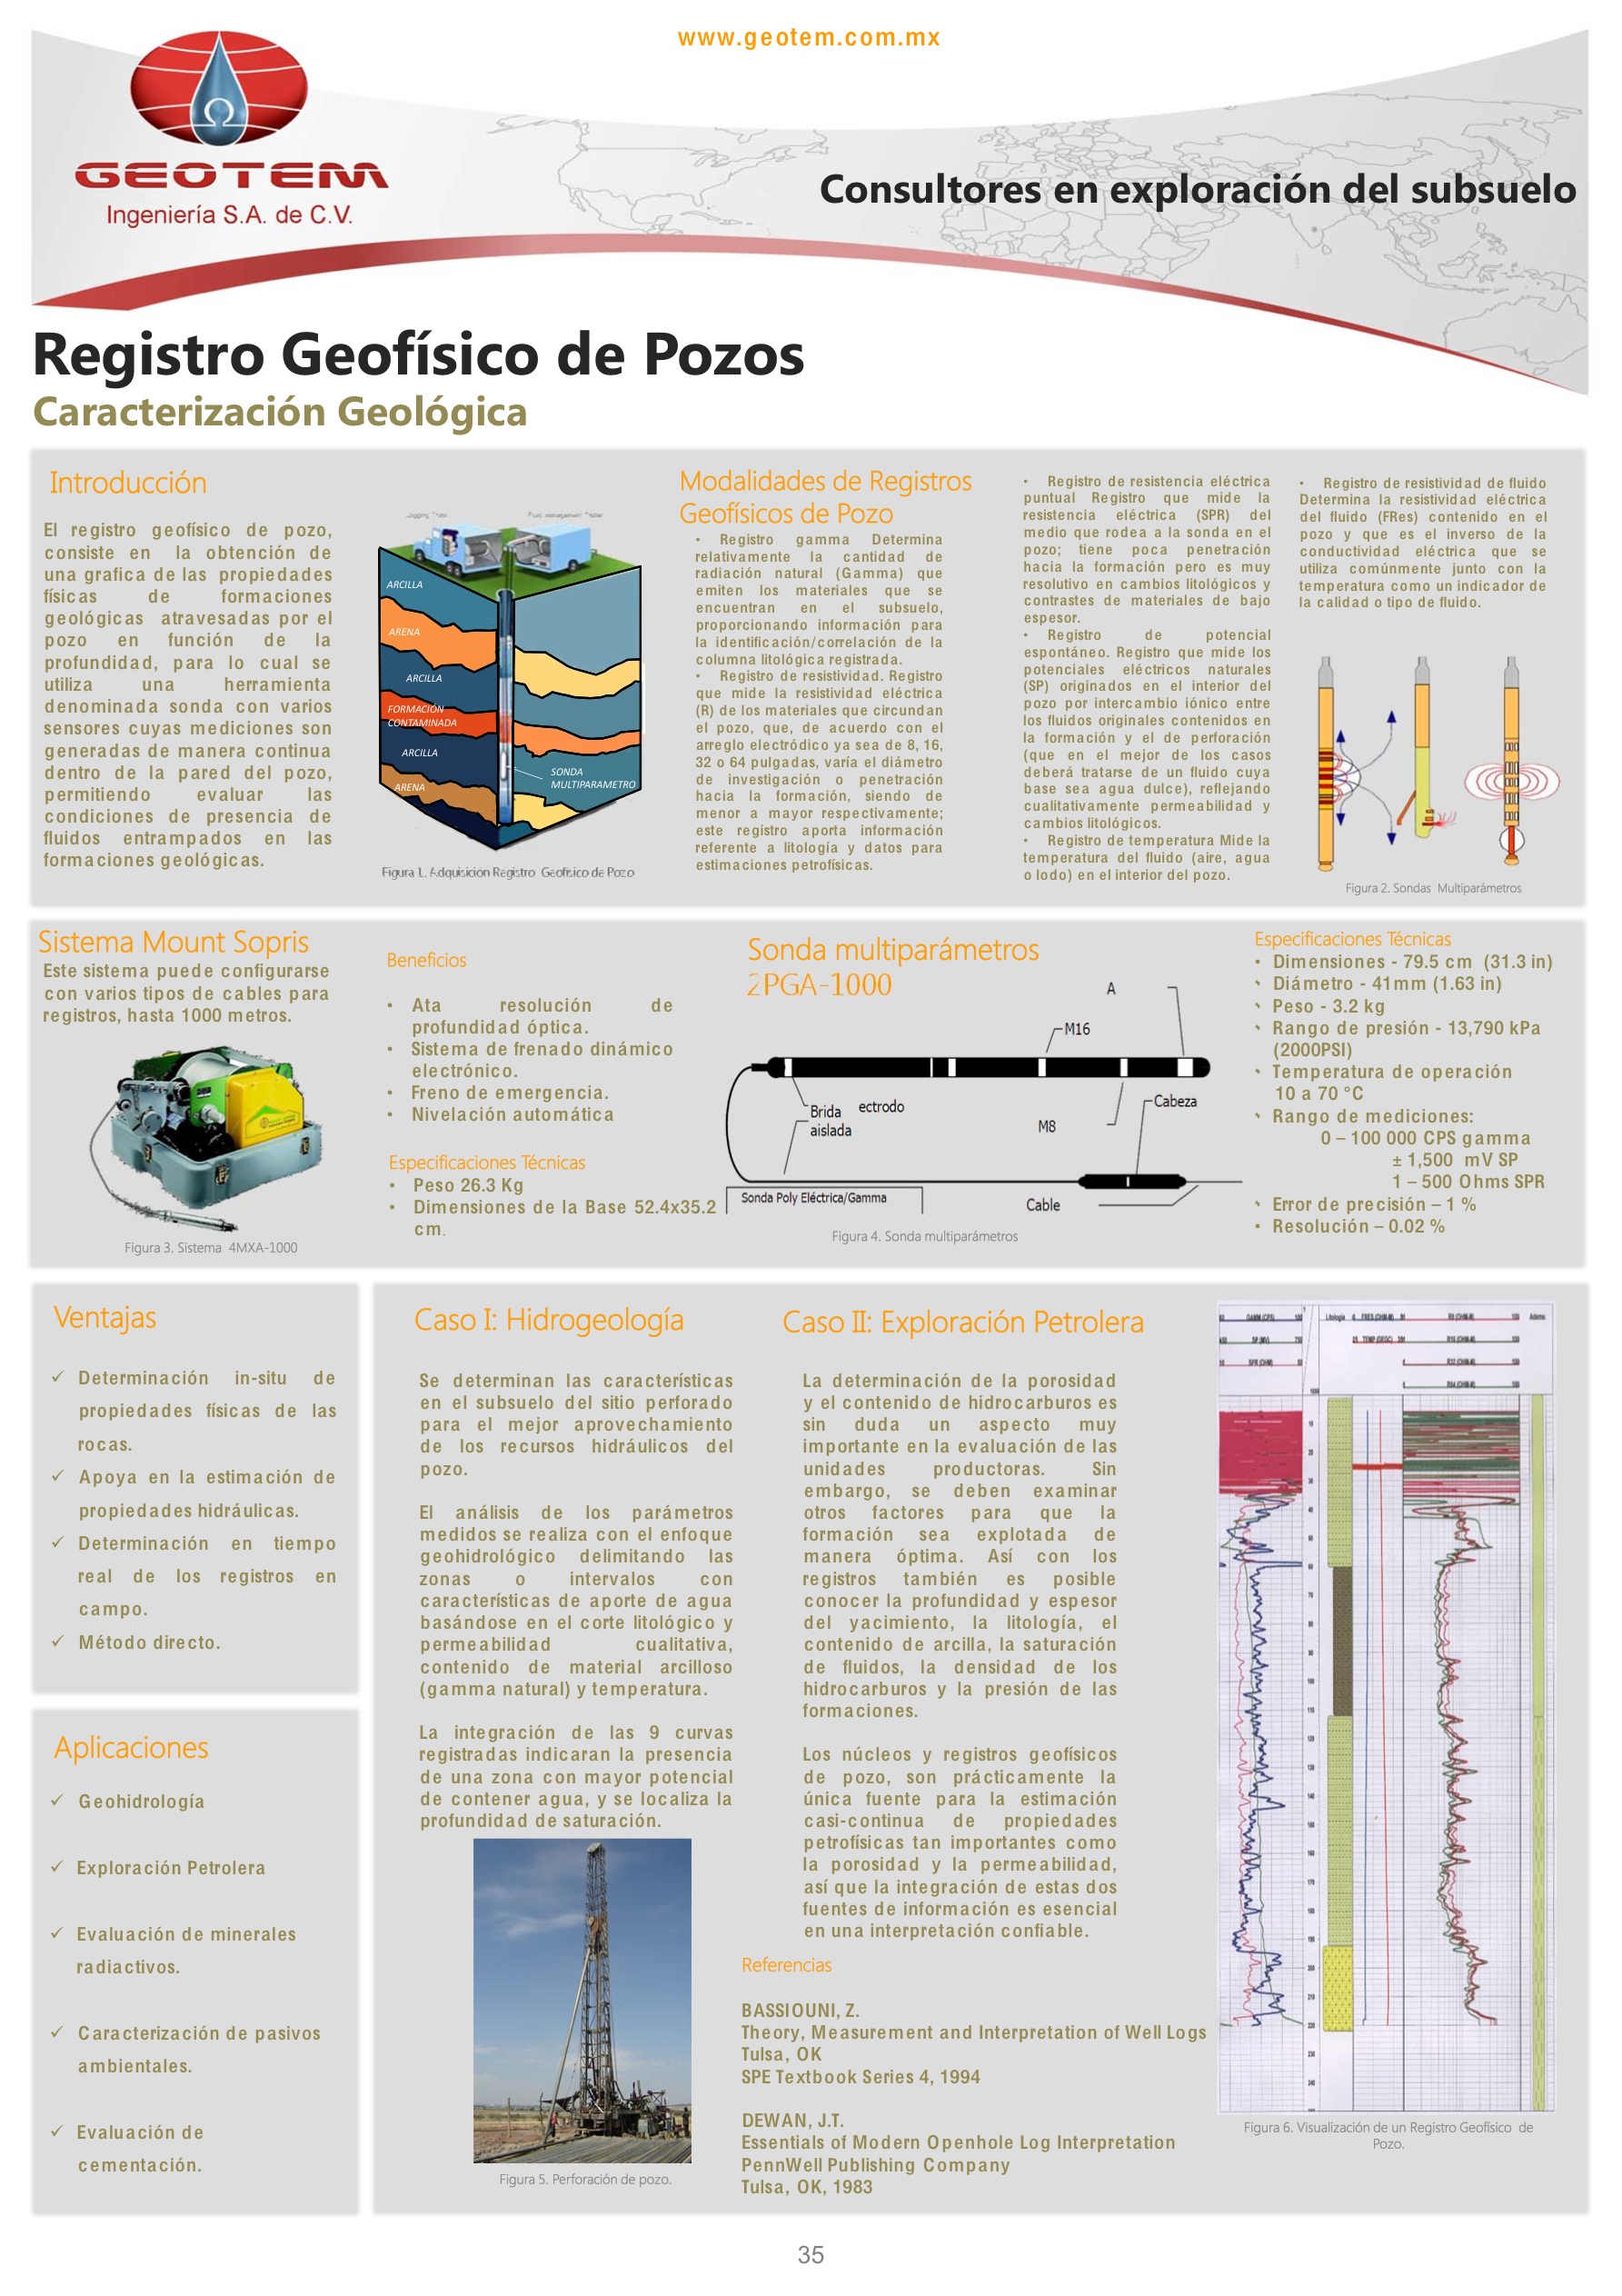 www.geotem.com.mx
GEOTEM
Ingeniería S.A. de C.V.
Consultores en exploración del subsuelo
Registro Geofísico de Pozos
Caracterización Geológica
Introducción
El registro geofísico de pozo,
consiste en la obtención de
una grafica de las propiedades
físicas de formaciones
geológicas atravesadas por el
pozo en función de la
profundidad, para lo cual se
utiliza una herramienta
denominada sonda con varios
sensores cuyas mediciones son
generadas de manera continua
dentro de la pared del pozo,
permitiendo evaluar las
condiciones de presencia de
fluidos entrampados en las
formaciones geológicas.
ARCILLA
ARENA
ARCILLA
FORMACIÓN
CONTAMINADA
ARCILLA
ARENA
SONDA
MULTIPARAMETRO
Figura 1. Adquisición Registro Geofísico de Pozo
Modalidades de Registros
Geofísicos de Pozo
• Registro gamma Determina
relativamente la cantidad de
radiación natural (Gamma) que
emiten los materiales que se
encuentran en el subsuelo,
proporcionando información para
la identificación/correlación de la
columna litológica registrada.
• Registro de resistividad. Registro
que mide la resistividad eléctrica
(R) de los materiales que circundan
el pozo, que, de acuerdo con el
arreglo electródico ya sea de 8, 16,
32 o 64 pulgadas, varía el diámetro
de investigación o penetración
hacia la formación, siendo de
menor a mayor respectivamente;
este registro aporta información
referente a litología y datos para
estimaciones petrofísicas.
• Registro de resistencia eléctrica
puntual Registro que mide la
resistencia eléctrica (SPR) del
medio que rodea a la sonda en el
pozo; tiene poca penetración
hacia la formación pero es muy
resolutivo en cambios litológicos y
contrastes de materiales de bajo
espesor.
• Registro de potencial
espontáneo. Registro que mide los
potenciales eléctricos naturales
(SP) originados en el interior del
pozo por intercambio iónico entre
los fluidos originales contenidos en
la formación y el de perforación
(que en el mejor de los casos
deberá tratarse de un fluido cuya
base sea agua dulce), reflejando
cualitativamente permeabilidad y
cambios litológicos.
• Registro de temperatura Mide la
temperatura del fluido (aire, agua
o lodo) en el interior del pozo.
• Registro de resistividad de fluido
Determina la resistividad eléctrica
del fluido (FRes) contenido en el
pozo y que es el inverso de la
conductividad eléctrica que se
utiliza comúnmente junto con la
temperatura como un indicador de
la calidad o tipo de fluido.
Figura 2. Sondas Multiparámetros
Sistema Mount Sopris
Este sistema puede configurarse
con varios tipos de cables para
registros, hasta 1000 metros.
Figura 3. Sistema 4MXA-1000
Beneficios
• Ata resolución de
profundidad óptica.
• Sistema de frenado dinámico
electrónico.
• Freno de emergencia.
• Nivelación automática
Especificaciones Técnicas
• Peso 26.3 Kg
• Dimensiones de la Base 52.4x35.2
cm.
Sonda multiparámetros
2PGA-1000
A
M16
Brida
aislada
ectrodo
M8
Cabeza
Sonda Poly Eléctrica/Gamma
Cable
Figura 4. Sonda multiparámetros
Especificaciones Técnicas
• Dimensiones - 79.5 cm (31.3 in)
• Diámetro - 41mm (1.63 in)
• Peso - 3.2 kg
• Rango de presión - 13,790 kPa
(2000PSI)
• Temperatura de operación
10 a 70 °C
• Rango de mediciones:
0 – 100 000 CPS gamma
± 1,500 mV SP
1 – 500 Ohms SPR
• Error de precisión – 1 %
• Resolución – 0.02 %
Ventajas
✓ Determinación in-situ de
propiedades físicas de las
rocas.
✓ Apoya en la estimación de
propiedades hidráulicas.
✓ Determinación en tiempo
real de los registros en
campo.
✓ Método directo.
Aplicaciones
✓ Geohidrología
✓ Exploración Petrolera
✓ Evaluación de minerales
radiactivos.
✓ Caracterización de pasivos
ambientales.
✓ Evaluación de
cementación.
Caso I: Hidrogeología
Se determinan las características
en el subsuelo del sitio perforado
para el mejor aprovechamiento
de los recursos hidráulicos del
pozo.
El análisis de los parámetros
medidos se realiza con el enfoque
geohidrológico delimitando las
zonas o intervalos con
características de aporte de agua
basándose en el corte litológico y
permeabilidad cualitativa,
contenido de material arcilloso
(gamma natural) y temperatura.
La integración de las 9 curvas
registradas indicaran la presencia
de una zona con mayor potencial
de contener agua, y se localiza la
profundidad de saturación.
Figura 5. Perforación de pozo.
Caso II: Exploración Petrolera
La determinación de la porosidad
y el contenido de hidrocarburos es
sin duda un aspecto muy
importante en la evaluación de las
unidades productoras. Sin
embargo, se deben examinar
otros factores para que la
formación sea explotada de
manera óptima. Así con los
registros también es posible
conocer la profundidad y espesor
del yacimiento, la litología, el
contenido de arcilla, la saturación
de fluidos, la densidad de los
hidrocarburos y la presión de las
formaciones.
Los núcleos y registros geofísicos
de pozo, son prácticamente la
única fuente para la estimación
casi-continua de propiedades
petrofísicas tan importantes como
la porosidad y la permeabilidad,
así que la integración de estas dos
fuentes de información es esencial
en una interpretación confiable.
Referencias
BASSIOUNI, Z.
Theory, Measurement and Interpretation of Well Logs
Tulsa, OK
SPE Textbook Series 4, 1994
DEWAN, J.T.
Essentials of Modern Openhole Log Interpretation
PennWell Publishing Company
Tulsa, OK, 1983
Figura 6. Visualización de un Registro Geofísico de
Pozo.
35